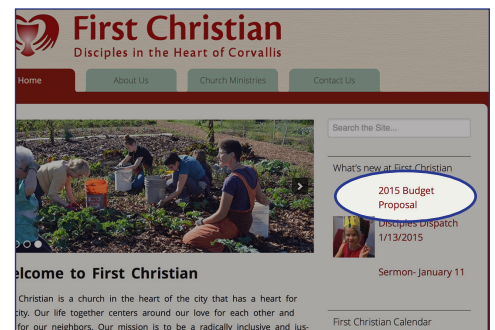 First Christian
Disciples in the Heart of Corvallis
Home
About Us
Church Ministries
Contact Us
Search the Site...
What's new at First Christian
2015 Budget
Proposal
Disciples Dispatch
1/13/2015
Sermon- January 11
elcome to First Christian
Christian is a church in the heart of the city that has a heart for
city. Our life together centers around our love for each other and
for our neighbors. Our mission is to be a radically inclusive and jus-
First Christian Calendar